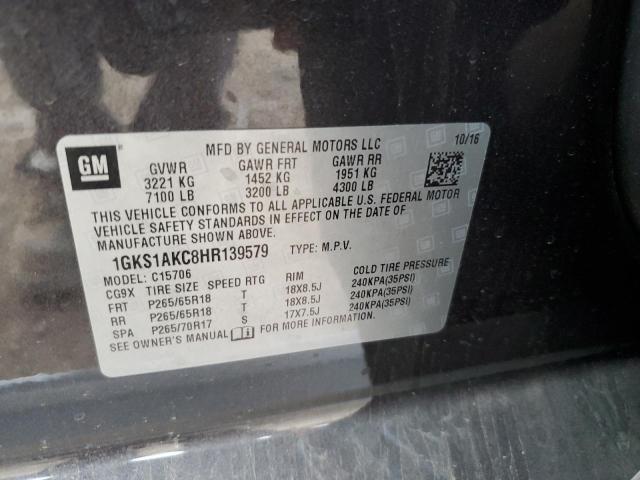 GM
MFD BY GENERAL MOTORS LLC 10/16
GVWR GAWR FRT GAWR RR
3221 KG 1452 KG 1951 KG
7100 LB 3200 LB 4300 LB
THIS VEHICLE CONFORMS TO ALL APPLICABLE U.S. FEDERAL MOTOR
VEHICLE SAFETY STANDARDS IN EFFECT ON THE DATE OF
MANUFACTURE SHOWN ABOVE.
1GKS1AKC8HR139579 TYPE: M.P.V.
MODEL: C15706
CG9X TIRE SIZE SPEED RTG RIM COLD TIRE PRESSURE
FRT P265/65R18 T 18X8.5J 240KPA(35PSI)
RR P265/65R18 T 18X8.5J 240KPA(35PSI)
SPA P265/70R17 S 17X7.5J 240KPA(35PSI)
SEE OWNER'S MANUAL FOR MORE INFORMATION.